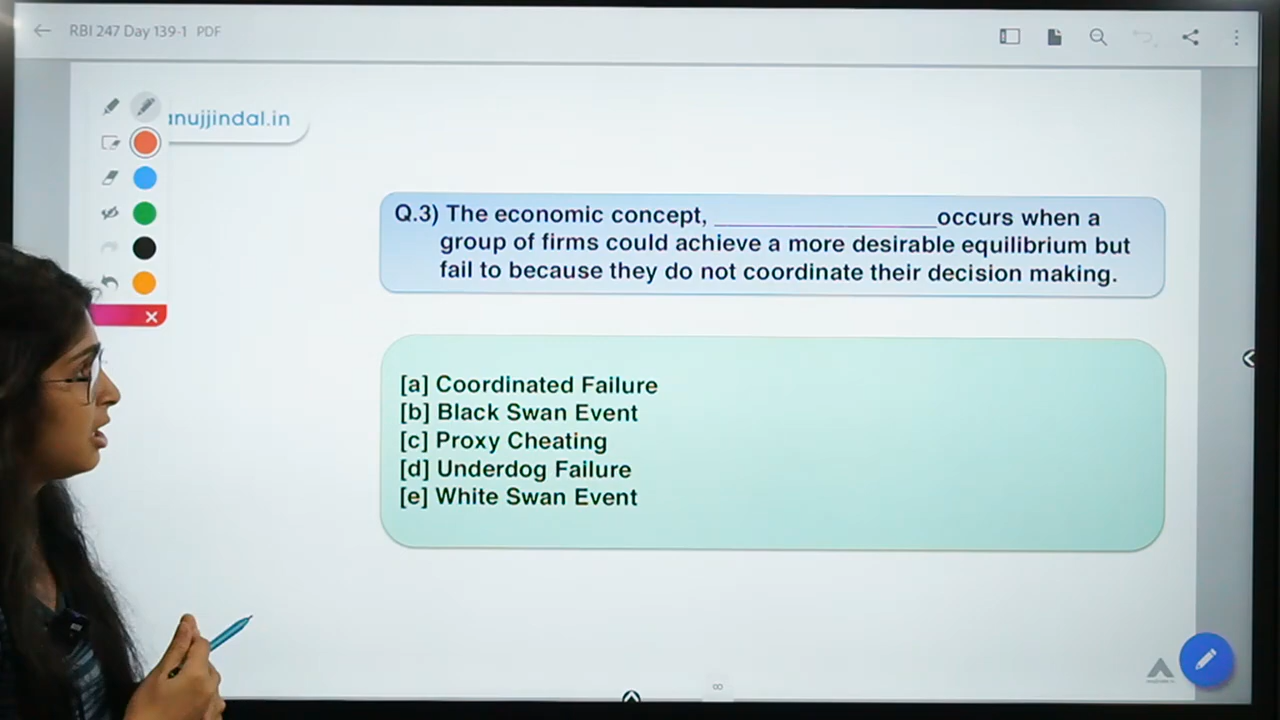 RBI 247 Day 139-1 PDF
anujjindal.in
Q.3) The economic concept, ________________ occurs when a
group of firms could achieve a more desirable equilibrium but
fail to because they do not coordinate their decision making.
[a] Coordinated Failure
[b] Black Swan Event
[c] Proxy Cheating
[d] Underdog Failure
[e] White Swan Event